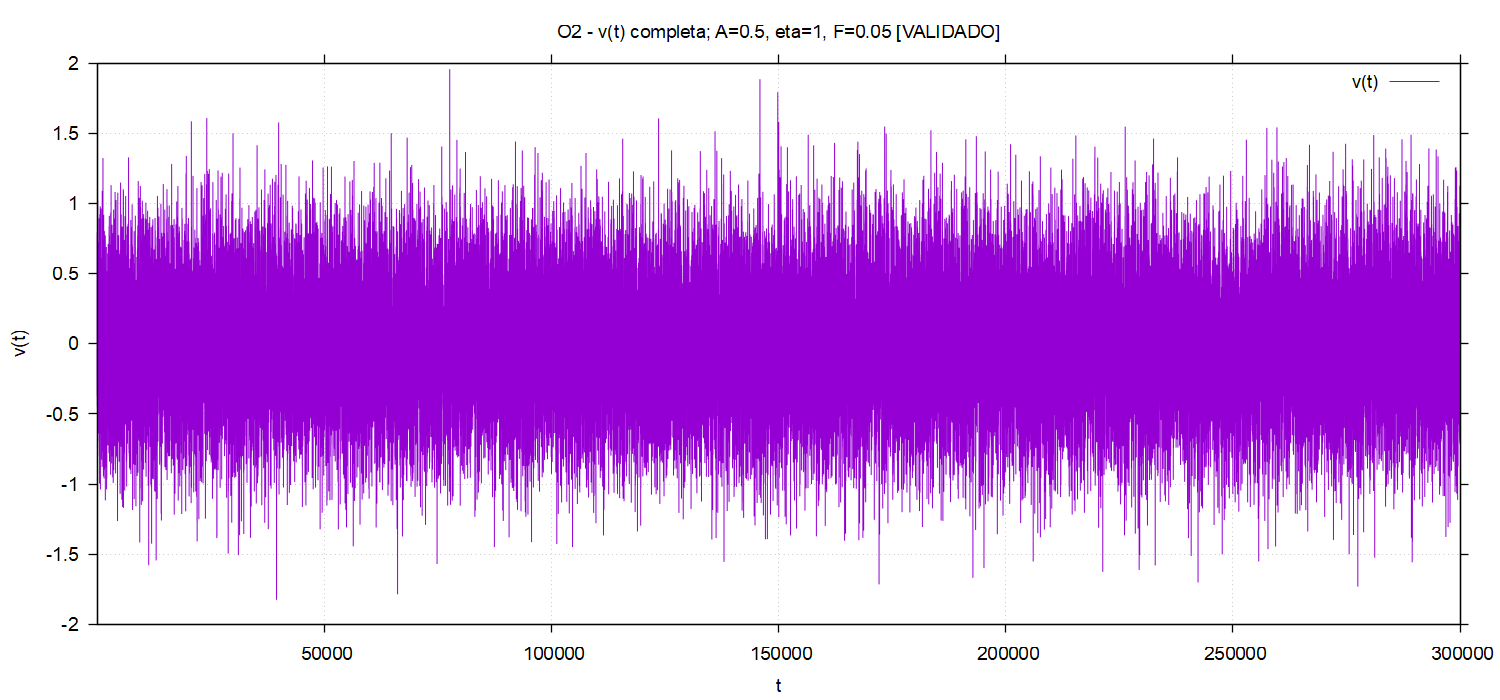 O2 - v(t) completa; A=0.5, eta=1, F=0.05 [VALIDADO]
v(t)
2
1.5
1
0.5
0
-0.5
-1
-1.5
-2
v(t)
50000 100000 150000 200000 250000 300000
t